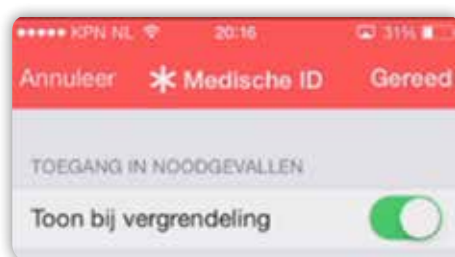 KPN NL 20:16 31%
Annuleer Medische ID Gereed
TOEGANG IN NOODGEVALLEN
Toon bij vergrendeling